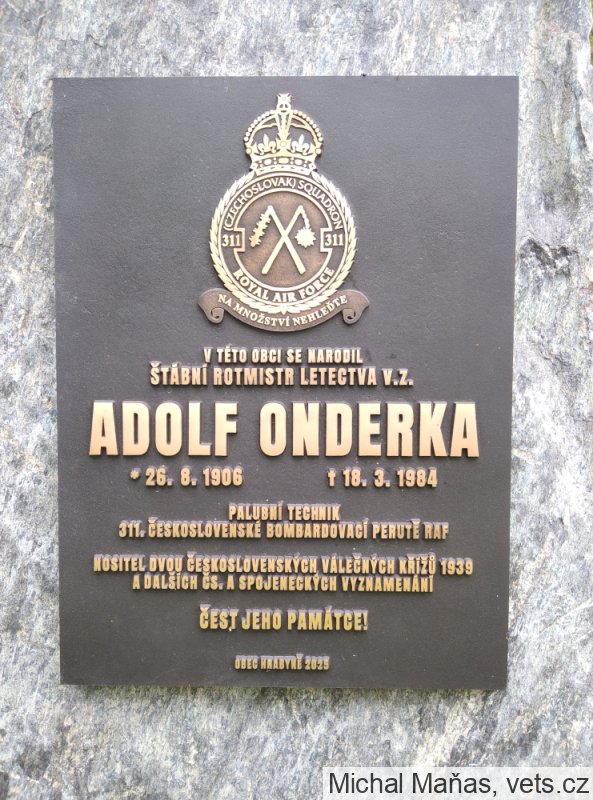 (CZECHOSLOVAK) SQUADRON
311 311
ROYAL AIR FORCE
NA MNOŽSTVÍ NEHLEĎTE
V TÉTO OBCI SE NARODIL
ŠTÁBNÍ ROTMISTR LETECTVA V.Z.
ADOLF ONDERKA
* 26. 8. 1906 † 18. 3. 1984
PALUBNÍ TECHNIK
311. ČESKOSLOVENSKÉ BOMBARDOVACÍ PERUTĚ RAF
NOSITEL DVOU ČESKOSLOVENSKÝCH VÁLEČNÝCH KŘÍŽŮ 1939
A DALŠÍCH ČS. A SPOJENECKÝCH VYZNAMENÁNÍ
ČEST JEHO PAMÁTCE!
OBEC HRABYNĚ 2025
Michal Maňas, vets.cz